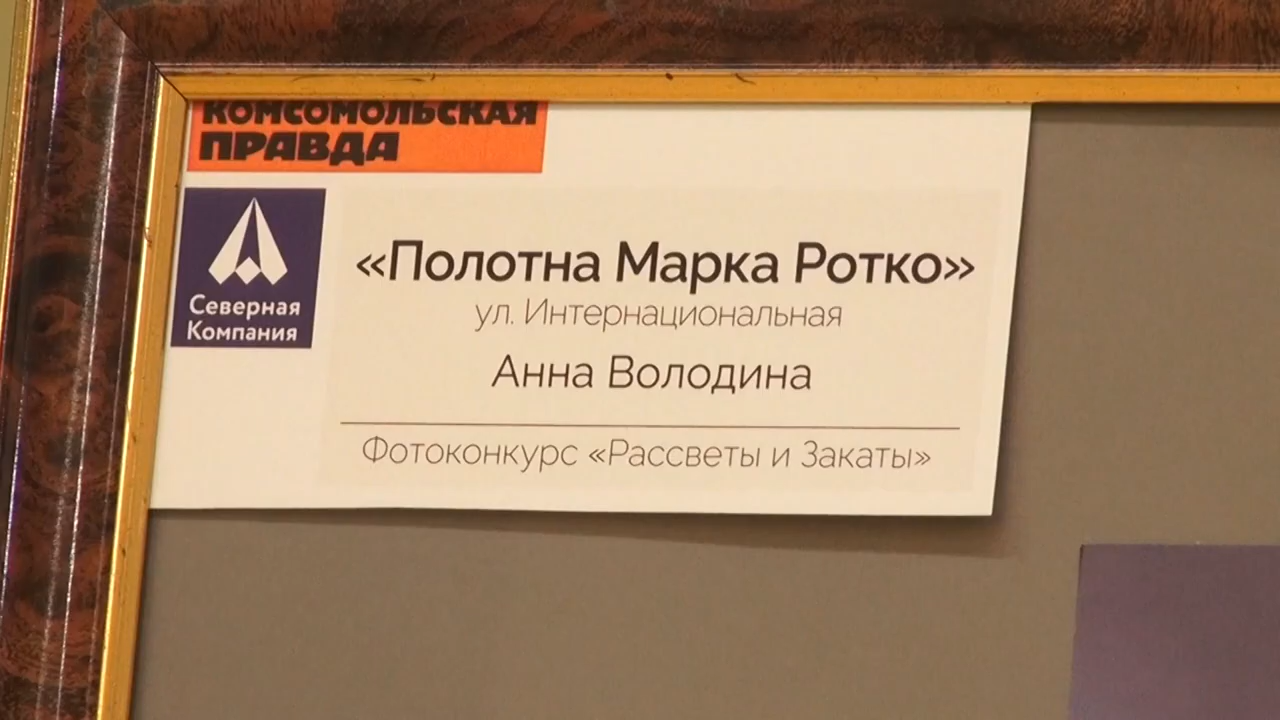 КОМСОМОЛЬСКАЯ
ПРАВДА
Северная
Компания
«Полотна Марка Ротко»
ул. Интернациональная
Анна Володина
Фотоконкурс «Рассветы и Закаты»